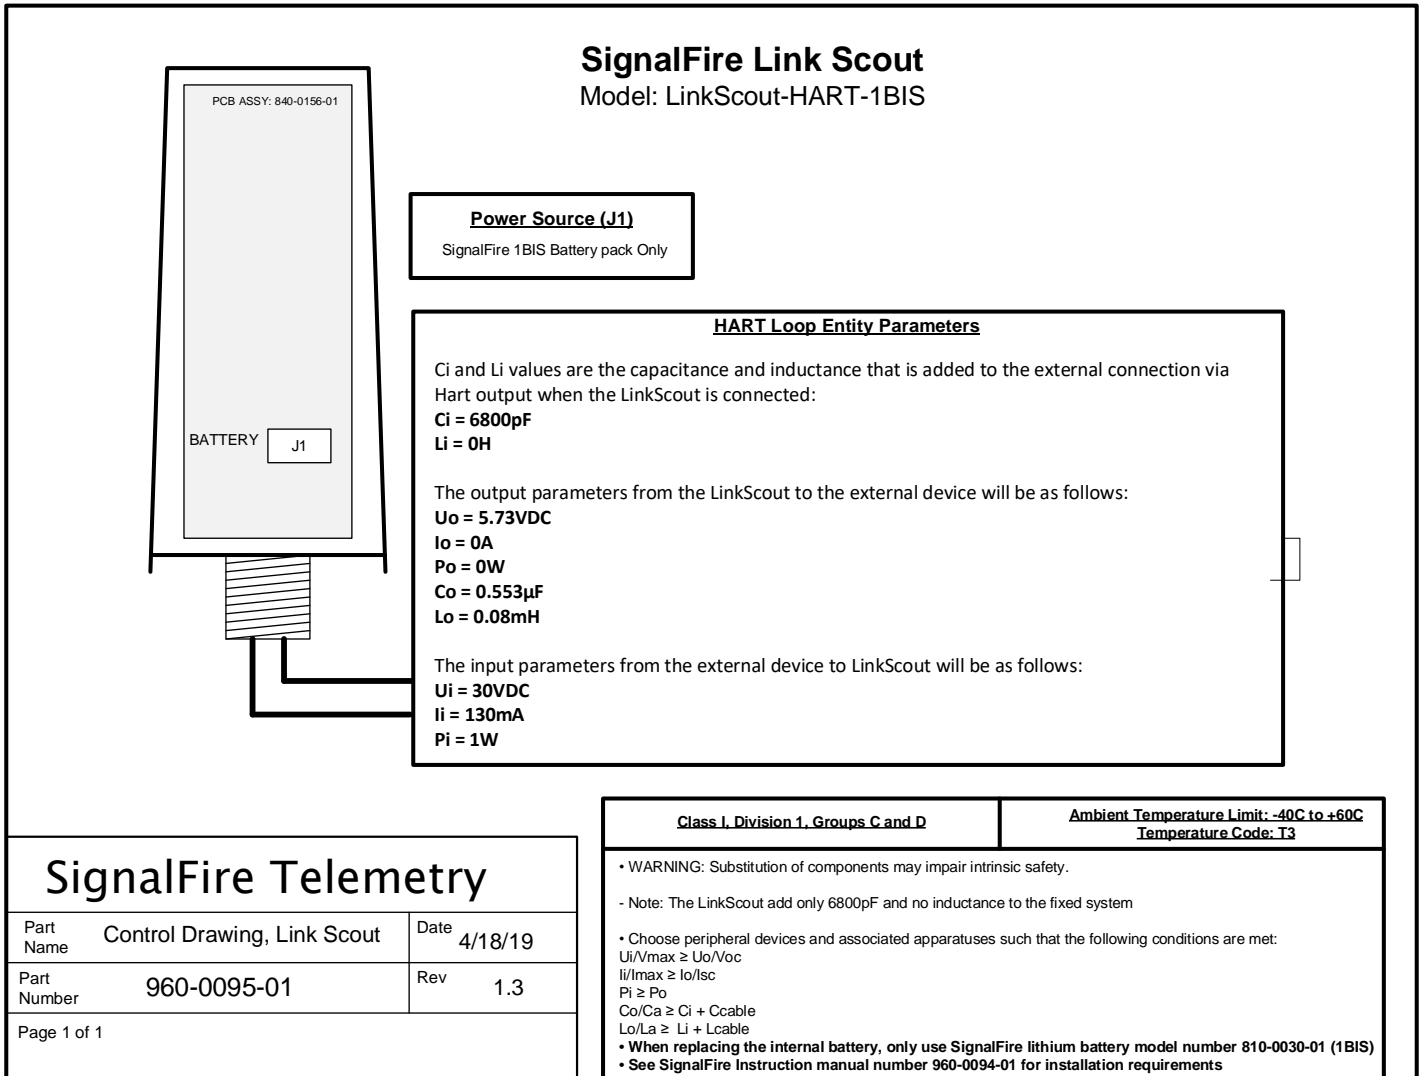 SignalFire Link Scout
Model: LinkScout-HART-1BIS
PCB ASSY: 840-0156-01
Power Source (J1)
SignalFire 1BIS Battery pack Only
BATTERY
J1
HART Loop Entity Parameters
Ci and Li values are the capacitance and inductance that is added to the external connection via
Hart output when the LinkScout is connected:
Ci = 6800pF
Li = 0H
The output parameters from the LinkScout to the external device will be as follows:
Uo = 5.73VDC
Io = 0A
Po = 0W
Co = 0.553µF
Lo = 0.08mH
The input parameters from the external device to LinkScout will be as follows:
Ui = 30VDC
Ii = 130mA
Pi = 1W
Class I, Division 1, Groups C and D
Ambient Temperature Limit: -40C to +60C
Temperature Code: T3
• WARNING: Substitution of components may impair intrinsic safety.
- Note: The LinkScout add only 6800pF and no inductance to the fixed system
• Choose peripheral devices and associated apparatuses such that the following conditions are met:
Ui/Vmax ≥ Uo/Voc
Ii/Imax ≥ Io/Isc
Pi ≥ Po
Co/Ca ≥ Ci + Ccable
Lo/La ≥ Li + Lcable
• When replacing the internal battery, only use SignalFire lithium battery model number 810-0030-01 (1BIS)
• See SignalFire Instruction manual number 960-0094-01 for installation requirements
SignalFire Telemetry
Part Name
Control Drawing, Link Scout
Date
4/18/19
Part Number
960-0095-01
Rev
1.3
Page 1 of 1